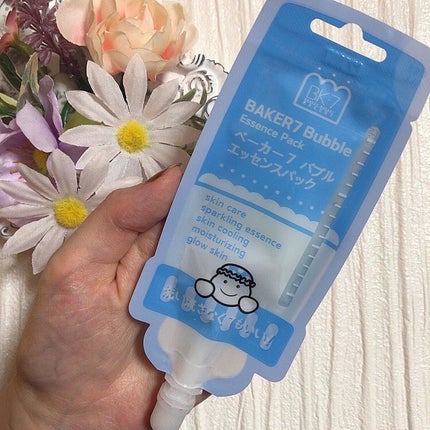 BK7
BAKER7 Bubble
Essence Pack
ベーカー7 バブル
エッセンスパック
skin care
sparkling essence
skin cooling
moisturizing
glow skin